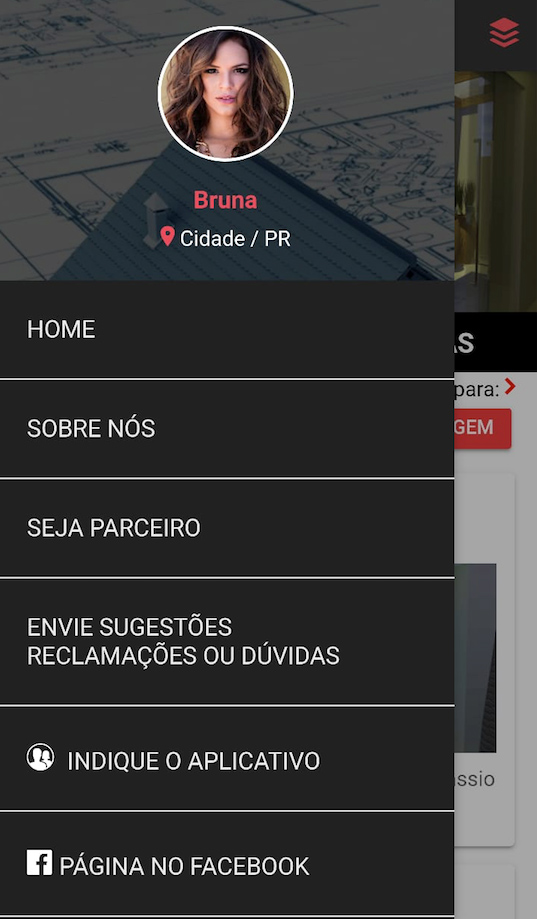 Bruna
Cidade / PR
HOME
SOBRE NÓS
SEJA PARCEIRO
ENVIE SUGESTÕES
RECLAMAÇÕES OU DÚVIDAS
INDIQUE O APLICATIVO
PÁGINA NO FACEBOOK
AS
para:
GEM
ssio